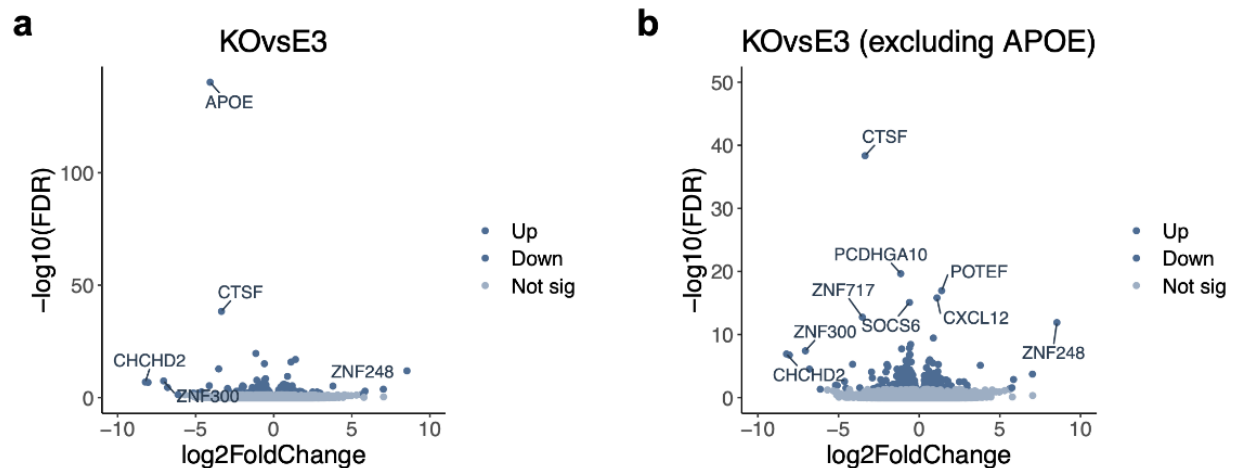 a
KOvsE3
−log10(FDR)
100
50
0
APOE
CTSF
CHCHD2
ZNF300
ZNF248
−10
−5
0
5
10
log2FoldChange
Up
Down
Not sig
b
KOvsE3 (excluding APOE)
−log10(FDR)
50
40
30
20
10
0
CTSF
PCDHGA10
POTEF
ZNF717
SOCS6
CXCL12
ZNF300
ZNF248
CHCHD2
−10
−5
0
5
10
log2FoldChange
Up
Down
Not sig